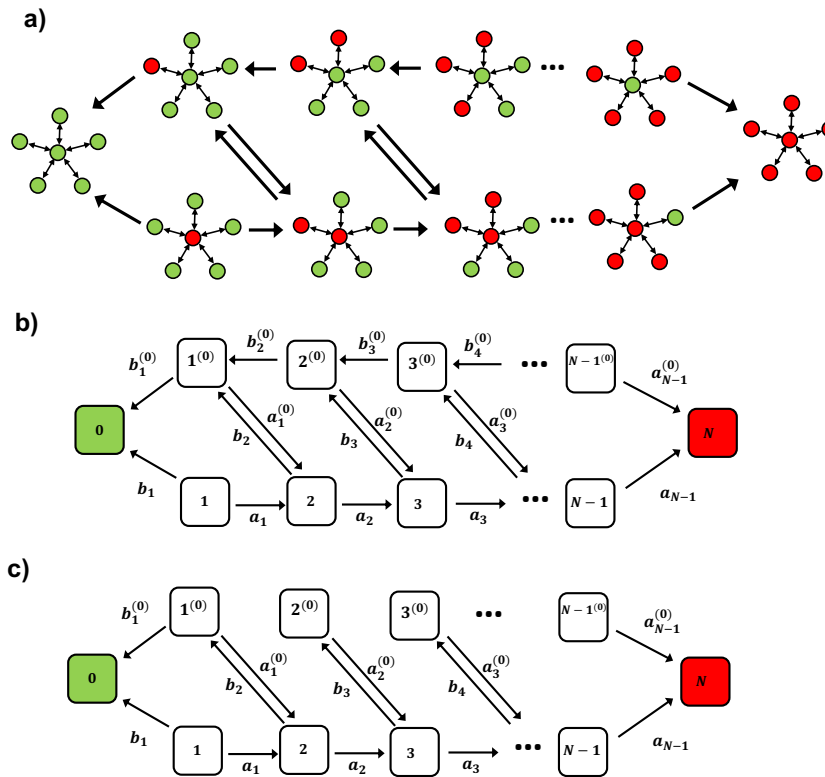 a)
b)
b_1^{(0)} 1^{(0)} b_2^{(0)} 2^{(0)} b_3^{(0)} 3^{(0)} b_4^{(0)} ... N-1^{(0)} a_{N-1}^{(0)}
0 b_2 a_1^{(0)} b_3 a_2^{(0)} b_4 a_3^{(0)} N
b_1 1 a_1 2 a_2 3 a_3 ... N-1 a_{N-1}
c)
b_1^{(0)} 1^{(0)} 2^{(0)} 3^{(0)} ... N-1^{(0)} a_{N-1}^{(0)}
0 b_2 a_1^{(0)} b_3 a_2^{(0)} b_4 a_3^{(0)} N
b_1 1 a_1 2 a_2 3 a_3 ... N-1 a_{N-1}